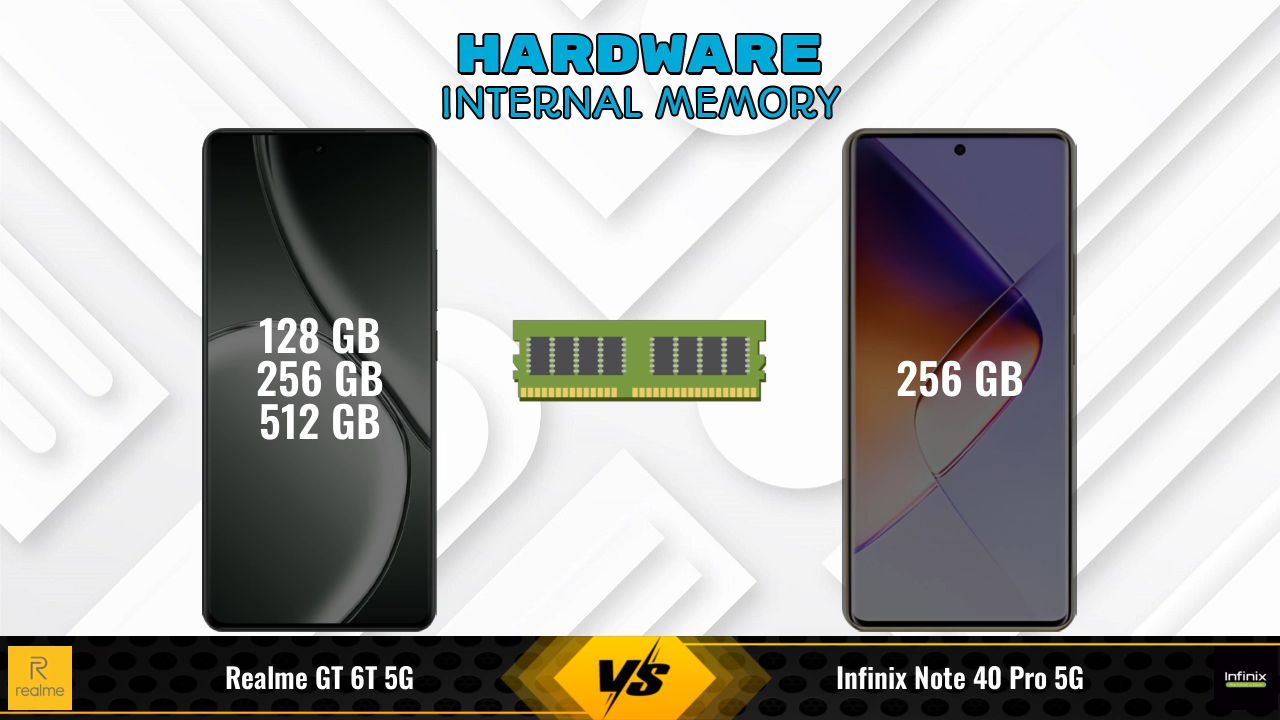 HARDWARE
INTERNAL MEMORY
128 GB
256 GB
512 GB
256 GB
R
realme
Realme GT 6T 5G
VS
Infinix Note 40 Pro 5G
Infinix